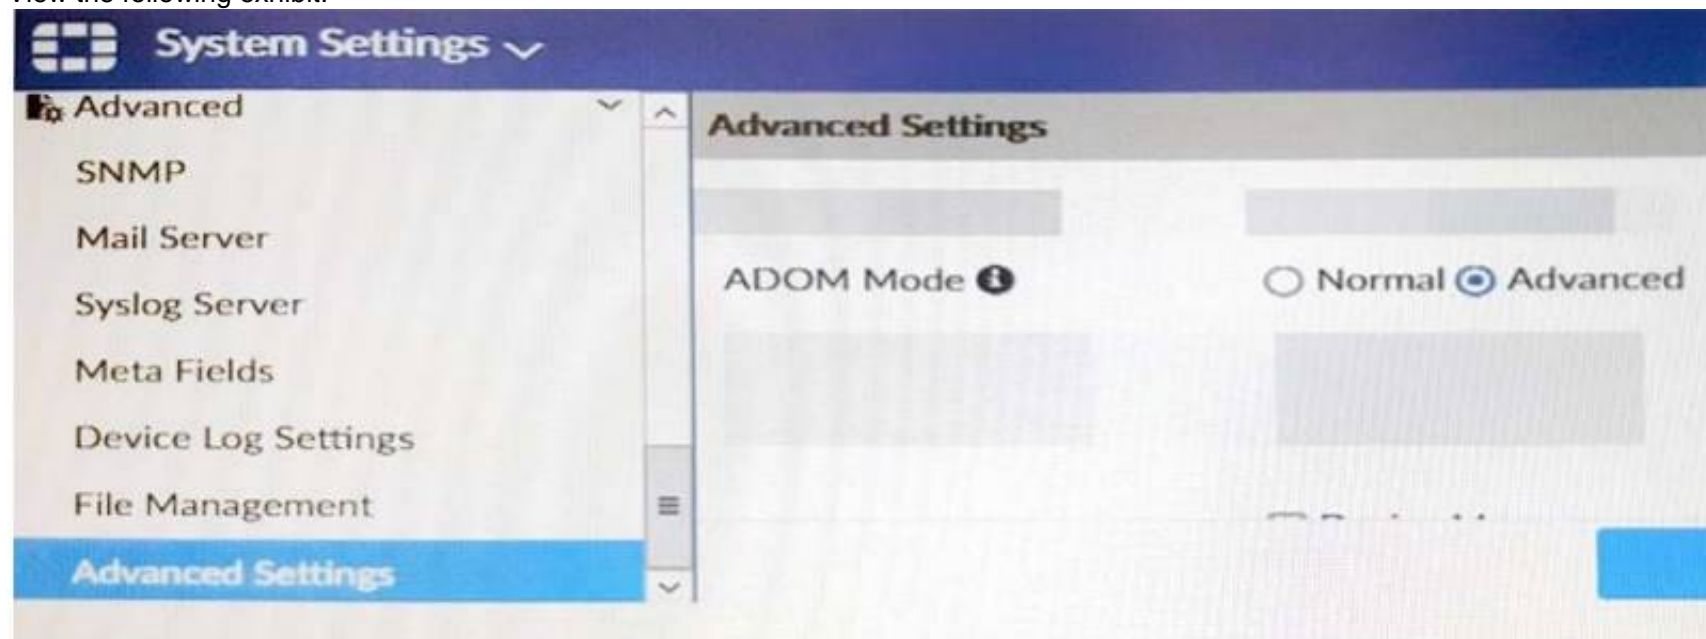 View the following exhibit:
System Settings
Advanced
SNMP
Mail Server
Syslog Server
Meta Fields
Device Log Settings
File Management
Advanced Settings
Advanced Settings
ADOM Mode
Normal Advanced